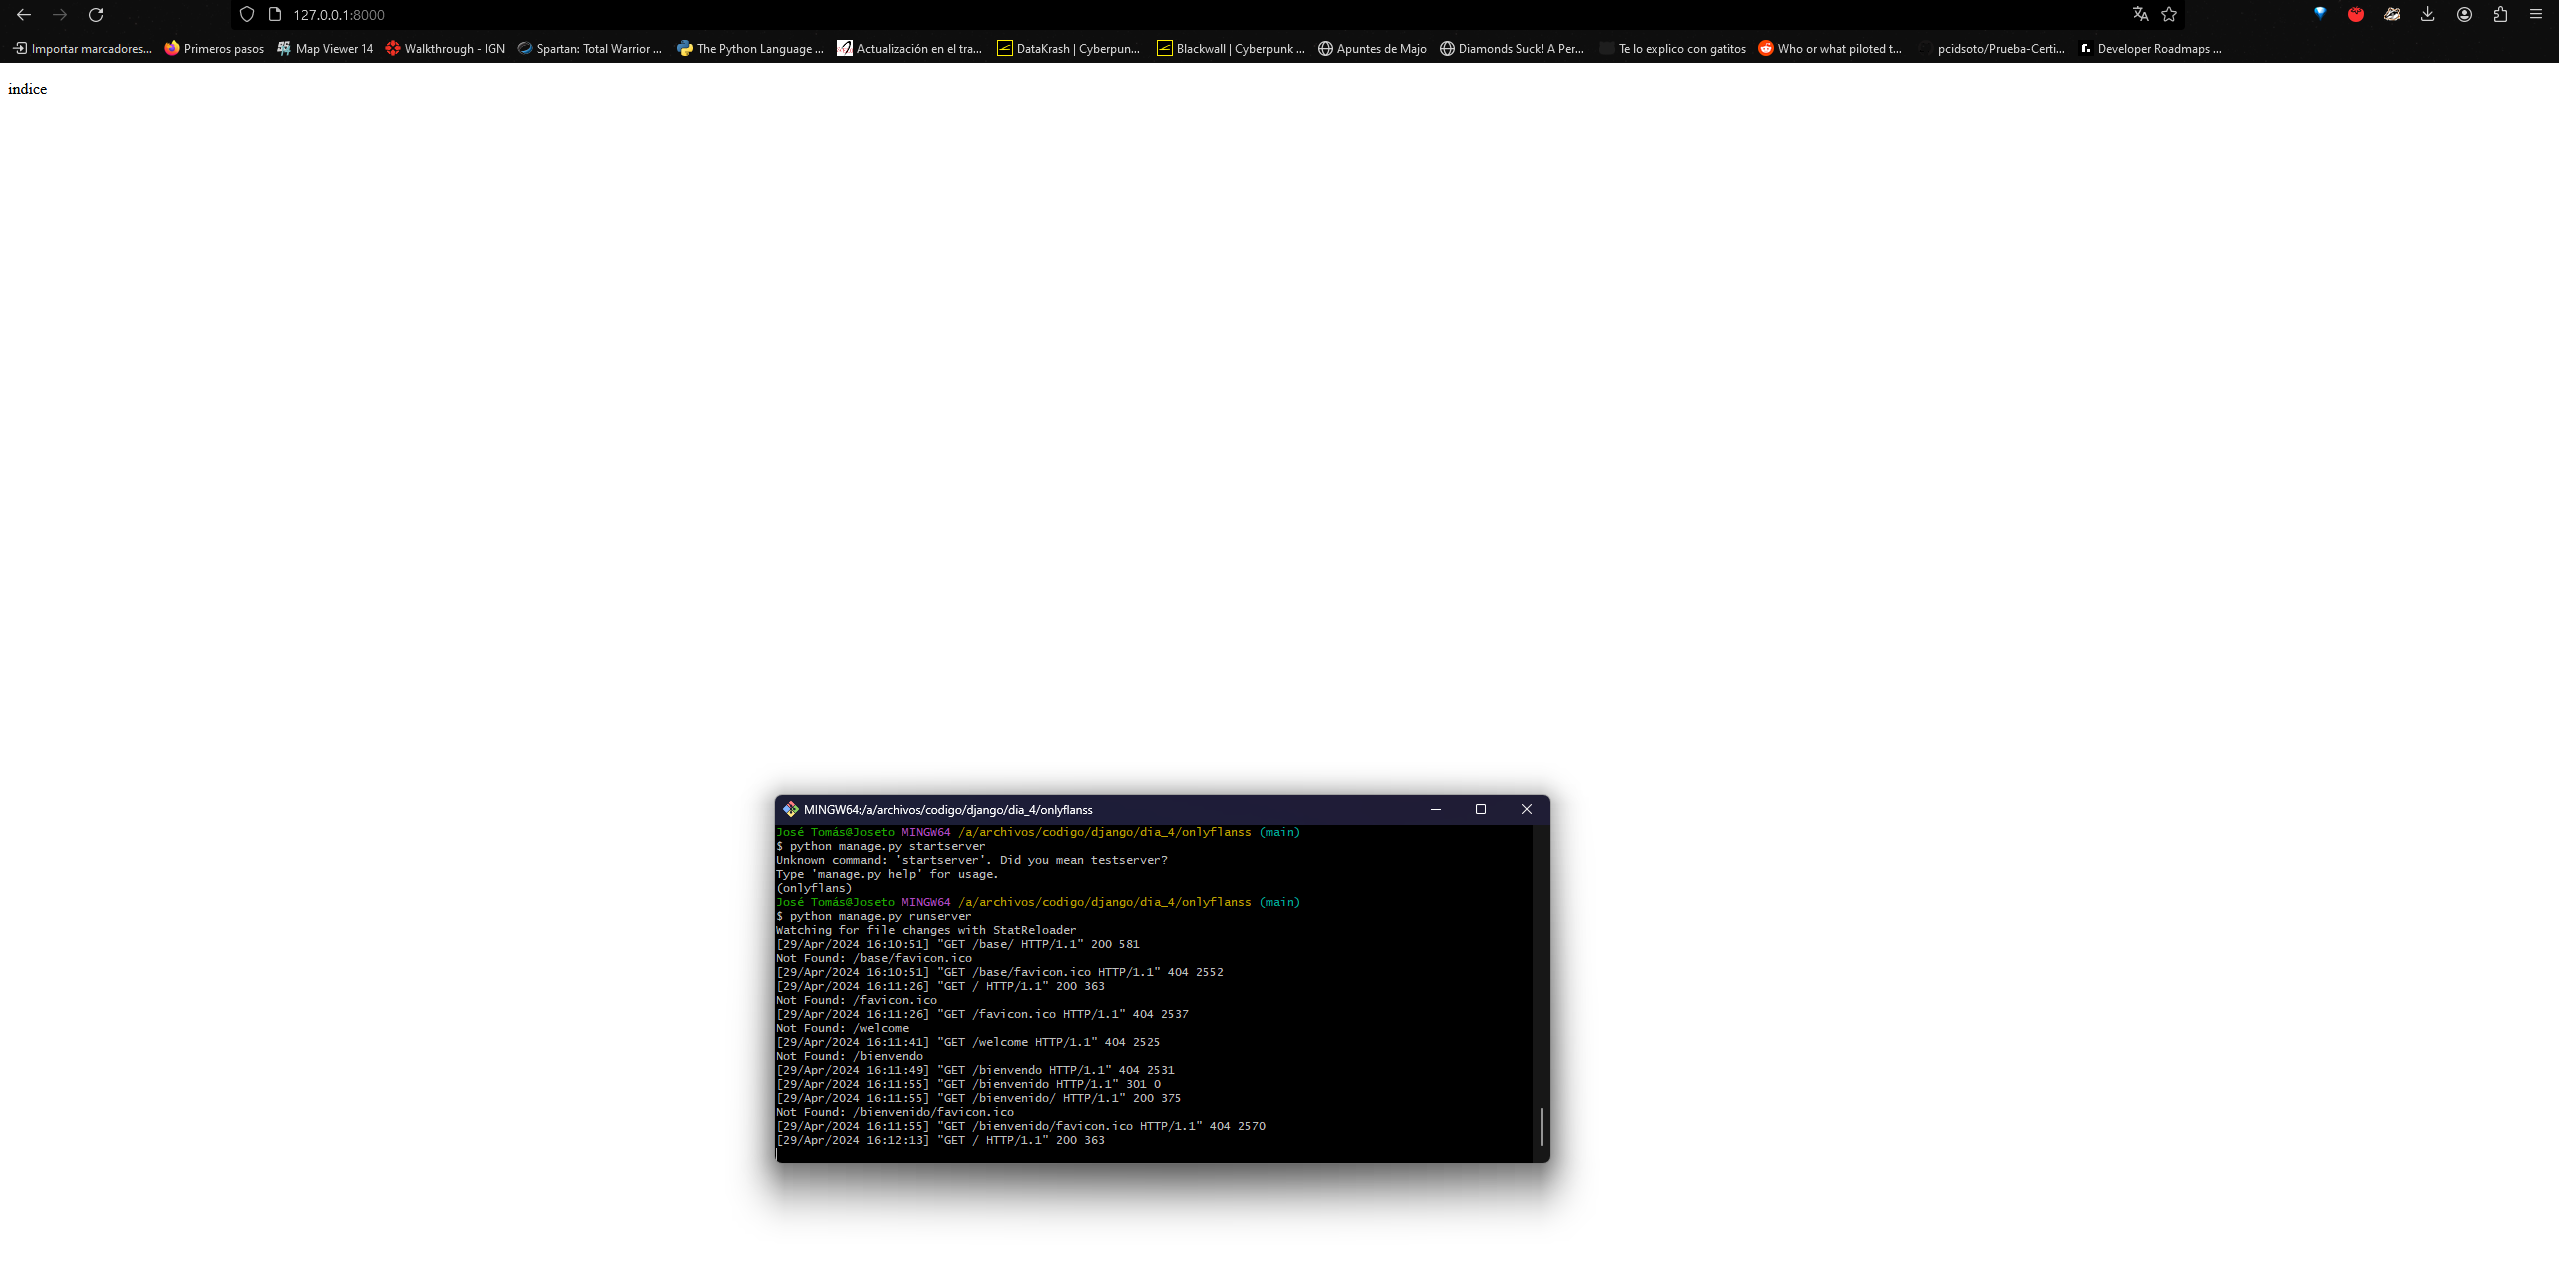 127.0.0.1:8000
Importar marcadores... Primeros pasos Map Viewer 14 Walkthrough - IGN Spartan: Total Warrior ... The Python Language ... Actualización en el tra... DataKrash | Cyberpun... Blackwall | Cyberpunk ... Apuntes de Majo Diamonds Suck! A Per... Te lo explico con gatitos Who or what piloted t... pcidsoto/Prueba-Certi... Developer Roadmaps ...
indice
MINGW64:/a/archivos/codigo/django/dia_4/onlyflanss
José Tomás@Joseto MINGW64 /a/archivos/codigo/django/dia_4/onlyflanss (main)
$ python manage.py startserver
Unknown command: 'startserver'. Did you mean testserver?
Type 'manage.py help' for usage.
(onlyflans)
José Tomás@Joseto MINGW64 /a/archivos/codigo/django/dia_4/onlyflanss (main)
$ python manage.py runserver
Watching for file changes with StatReloader
[29/Apr/2024 16:10:51] "GET /base/ HTTP/1.1" 200 581
Not Found: /base/favicon.ico
[29/Apr/2024 16:10:51] "GET /base/favicon.ico HTTP/1.1" 404 2552
[29/Apr/2024 16:11:26] "GET / HTTP/1.1" 200 363
Not Found: /favicon.ico
[29/Apr/2024 16:11:26] "GET /favicon.ico HTTP/1.1" 404 2537
Not Found: /welcome
[29/Apr/2024 16:11:41] "GET /welcome HTTP/1.1" 404 2525
Not Found: /bienvendo
[29/Apr/2024 16:11:49] "GET /bienvendo HTTP/1.1" 404 2531
[29/Apr/2024 16:11:55] "GET /bienvenido HTTP/1.1" 301 0
[29/Apr/2024 16:11:55] "GET /bienvenido/ HTTP/1.1" 200 375
Not Found: /bienvenido/favicon.ico
[29/Apr/2024 16:11:55] "GET /bienvenido/favicon.ico HTTP/1.1" 404 2570
[29/Apr/2024 16:12:13] "GET / HTTP/1.1" 200 363